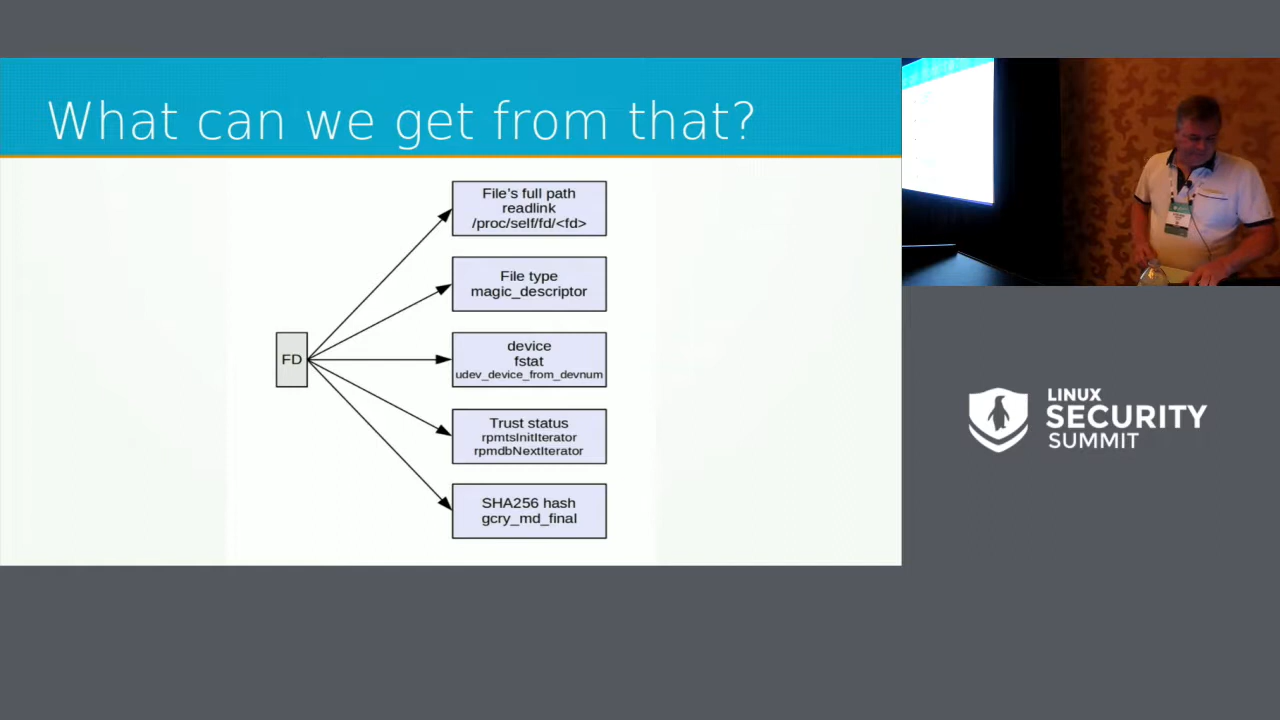 What can we get from that?
File's full path
readlink
/proc/self/fd/<fd>
File type
magic_descriptor
FD
device
fstat
udev_device_from_devnum
Trust status
rpmtsInitIterator
rpmdbNextIterator
SHA256 hash
gcry_md_final
LINUX
SECURITY
SUMMIT